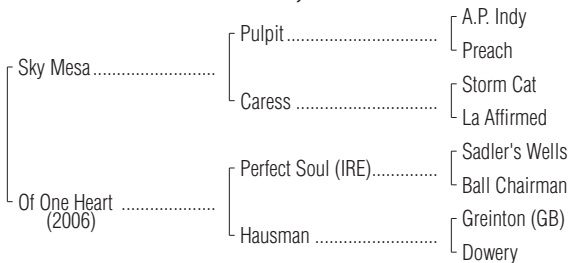 A.P. Indy
Pulpit
Preach
Sky Mesa
Storm Cat
Caress
La Affirmed
Sadler's Wells
Perfect Soul (IRE)
Ball Chairman
Of One Heart
(2006)
Greinton (GB)
Hausman
Dowery